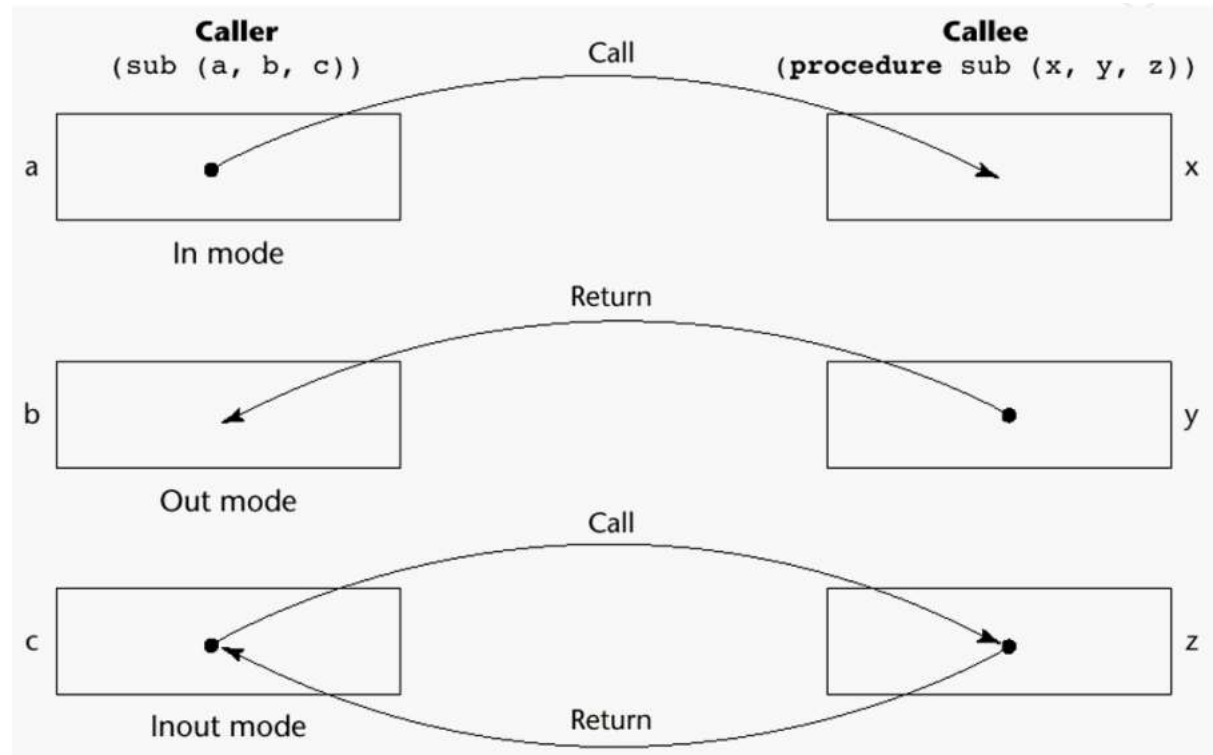 Caller
(sub (a, b, c))
Call
Callee
(procedure sub (x, y, z))
a
x
In mode
Return
b
y
Out mode
Call
c
z
Inout mode
Return